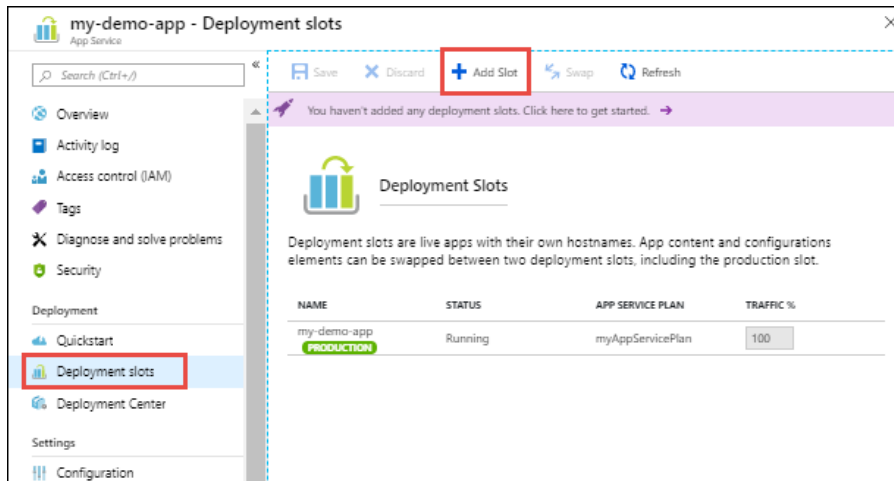 my-demo-app - Deployment slots
App Service
Search (Ctrl+/)
Overview
Activity log
Access control (IAM)
Tags
Diagnose and solve problems
Security
Deployment
Quickstart
Deployment slots
Deployment Center
Settings
Configuration
Save Discard Add Slot Swap Refresh
You haven't added any deployment slots. Click here to get started.
Deployment Slots
Deployment slots are live apps with their own hostnames. App content and configurations
elements can be swapped between two deployment slots, including the production slot.
NAME STATUS APP SERVICE PLAN TRAFFIC %
my-demo-app Running myAppServicePlan 100
PRODUCTION